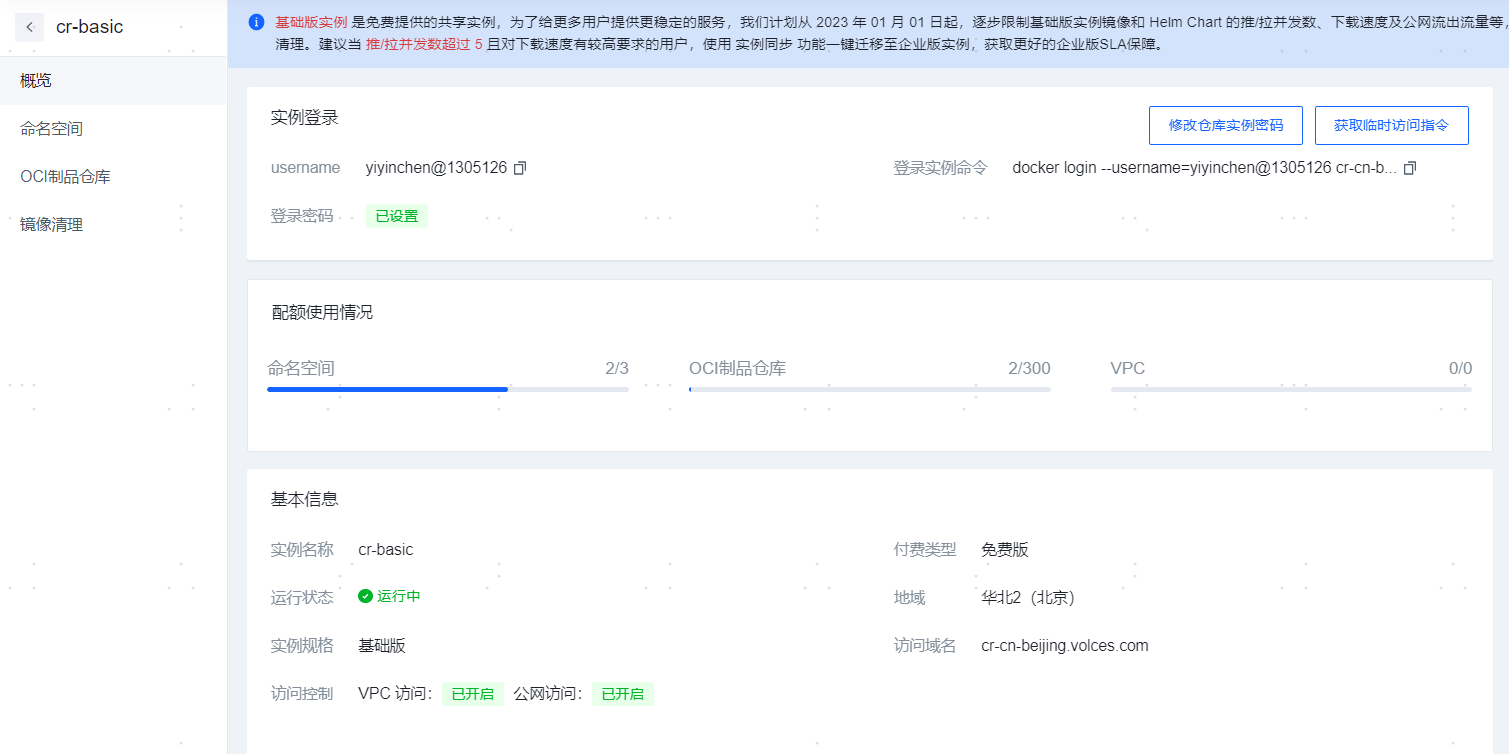 cr-basic
概览
命名空间
OCI制品仓库
镜像清理
基础版实例 是免费提供的共享实例，为了给更多用户提供更稳定的服务，我们计划从 2023 年 01 月 01 日起，逐步限制基础版实例镜像和 Helm Chart 的推/拉并发数、下载速度及公网流出流量等，
清理。建议当 推/拉并发数超过 5 且对下载速度有较高要求的用户，使用 实例同步 功能一键迁移至企业版实例，获取更好的企业版SLA保障。
实例登录
修改仓库实例密码
获取临时访问指令
username yiyinchen@1305126
登录实例命令 docker login --username=yiyinchen@1305126 cr-cn-b...
登录密码 已设置
配额使用情况
命名空间 2/3
OCI制品仓库 2/300
VPC 0/0
基本信息
实例名称 cr-basic
付费类型 免费版
运行状态 运行中
地域 华北2（北京）
实例规格 基础版
访问域名 cr-cn-beijing.volces.com
访问控制 VPC 访问： 已开启 公网访问： 已开启